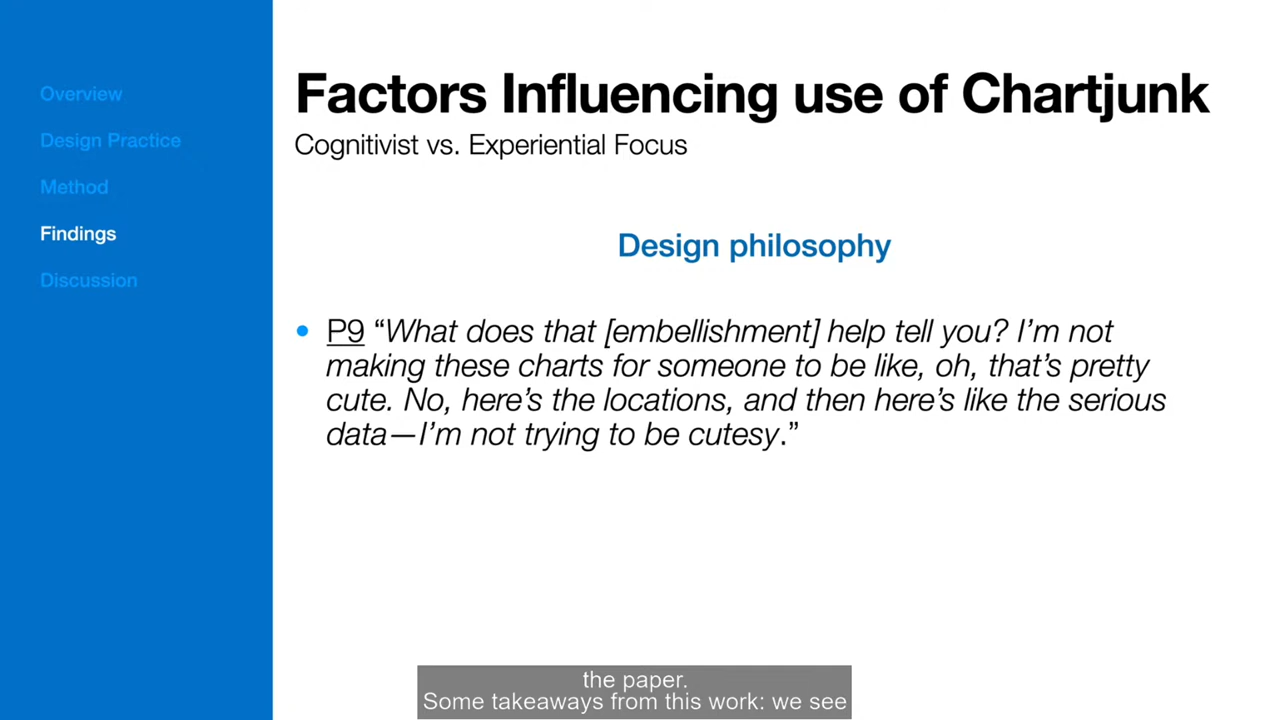 Overview
Design Practice
Method
Findings
Discussion
Factors Influencing use of Chartjunk
Cognitivist vs. Experiential Focus
Design philosophy
• P9 “What does that [embellishment] help tell you? I’m not
making these charts for someone to be like, oh, that’s pretty
cute. No, here’s the locations, and then here’s like the serious
data—I’m not trying to be cutesy.”
the paper.
Some takeaways from this work: we see